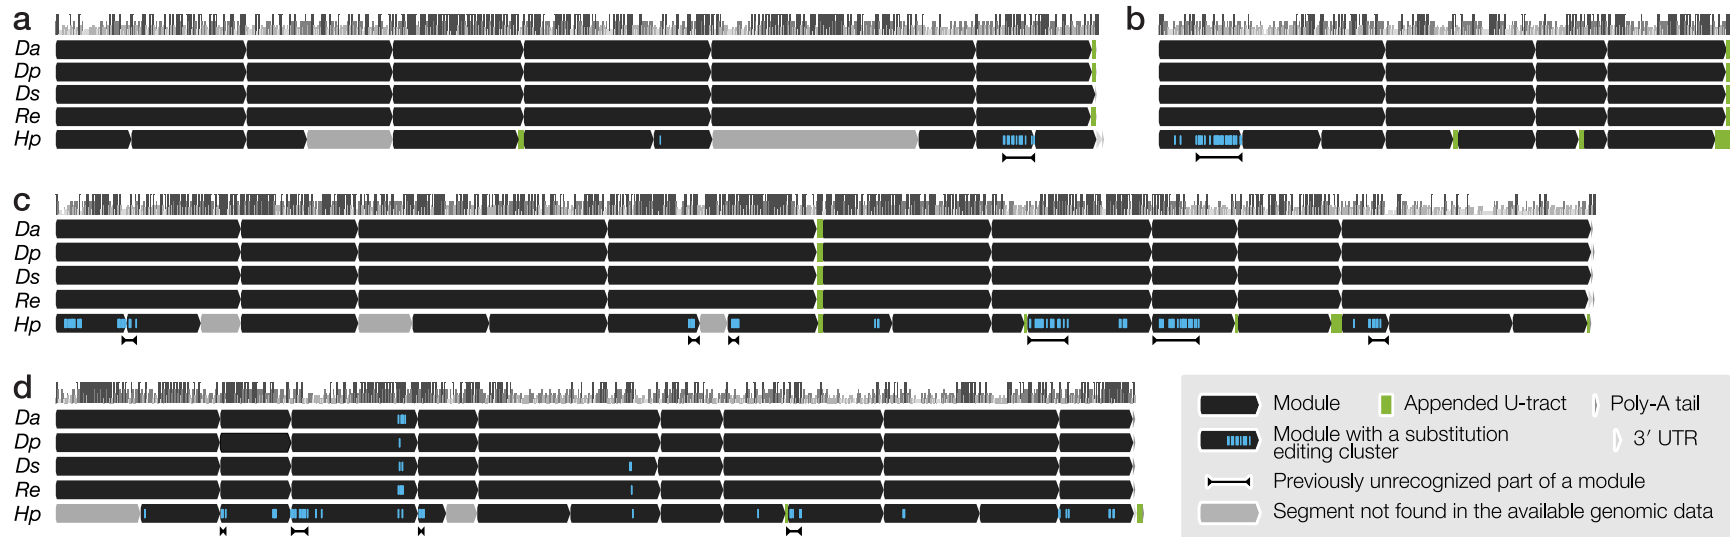 a
Da
Dp
Ds
Re
Hp
b
c
Da
Dp
Ds
Re
Hp
d
Da
Dp
Ds
Re
Hp
Module
Appended U-tract
Poly-A tail
Module with a substitution
editing cluster
3′ UTR
Previously unrecognized part of a module
Segment not found in the available genomic data